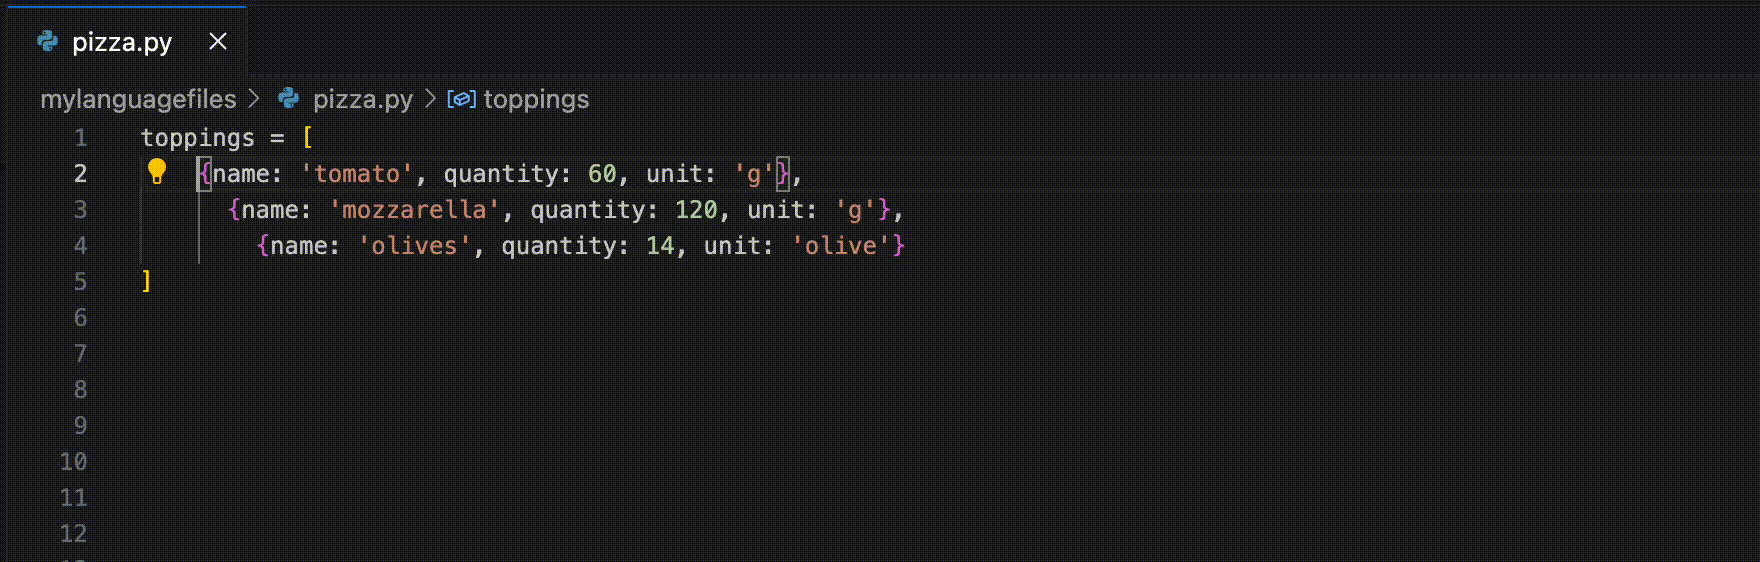 pizza.py
mylanguagefiles > pizza.py > toppings
1 toppings = [
2 {name: 'tomato', quantity: 60, unit: 'g'},
3 {name: 'mozzarella', quantity: 120, unit: 'g'},
4 {name: 'olives', quantity: 14, unit: 'olive'}
5 ]
6
7
8
9
10
11
12